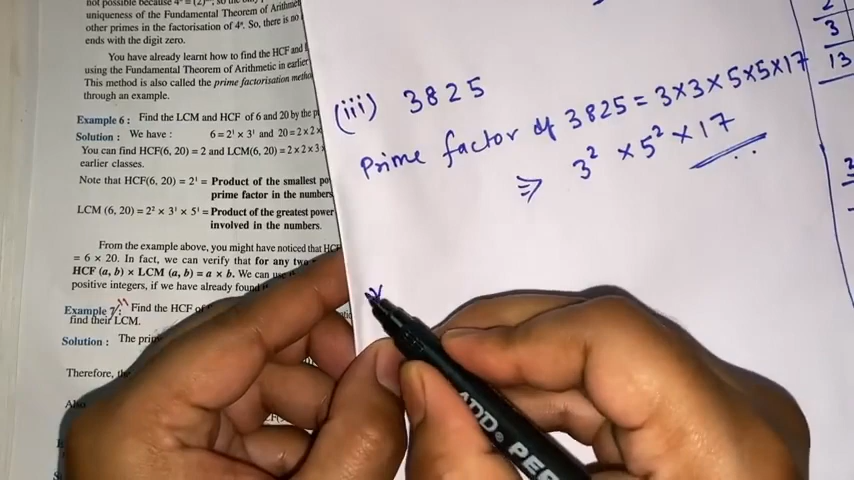 not possible because 4
uniqueness of the Fundamental Theorem of Arithmetic
other primes in the factorisation of 4ⁿ. So, there is no
ends with the digit zero.
You have already learnt how to find the HCF and
using the Fundamental Theorem of Arithmetic in earlier
This method is also called the prime factorisation
through an example.
Example 6 : Find the LCM and HCF of 6 and 20 by the
Solution : We have : 6 = 2¹ × 3¹ and 20 = 2 × 2 ×
You can find HCF(6, 20) = 2 and LCM(6, 20) = 2 × 2 × 3
earlier classes.
Note that HCF(6, 20) = 2¹ = Product of the smallest
prime factor in the numbers
LCM (6, 20) = 2² × 3¹ × 5¹ = Product of the greatest power
involved in the numbers.
From the example above, you might have noticed that
= 6 × 20. In fact, we can verify that for any two
HCF (a, b) × LCM (a, b) = a × b. We can
positive integers, if we have already found
Example 7 : Find the HCF
find their LCM.
Solution : The
Therefore,
(iii) 3825
Prime factor of 3825 = 3×3×5×5×17
⇒ 3² × 5² × 17
2
3
13
ADD PE